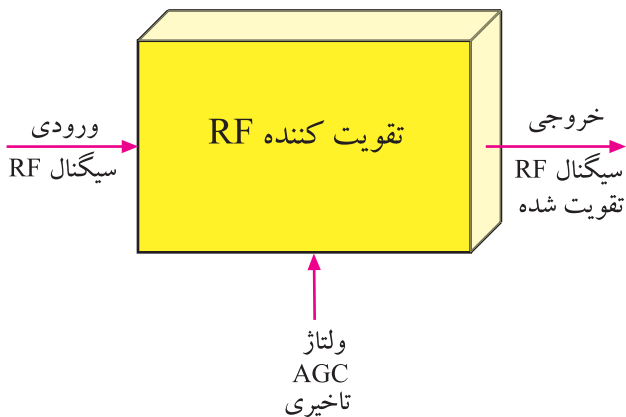 تقویت کننده RF
ورودی
سیگنال RF
خروجی
سیگنال RF
تقویت شده
ولتاژ
AGC
تاخیری